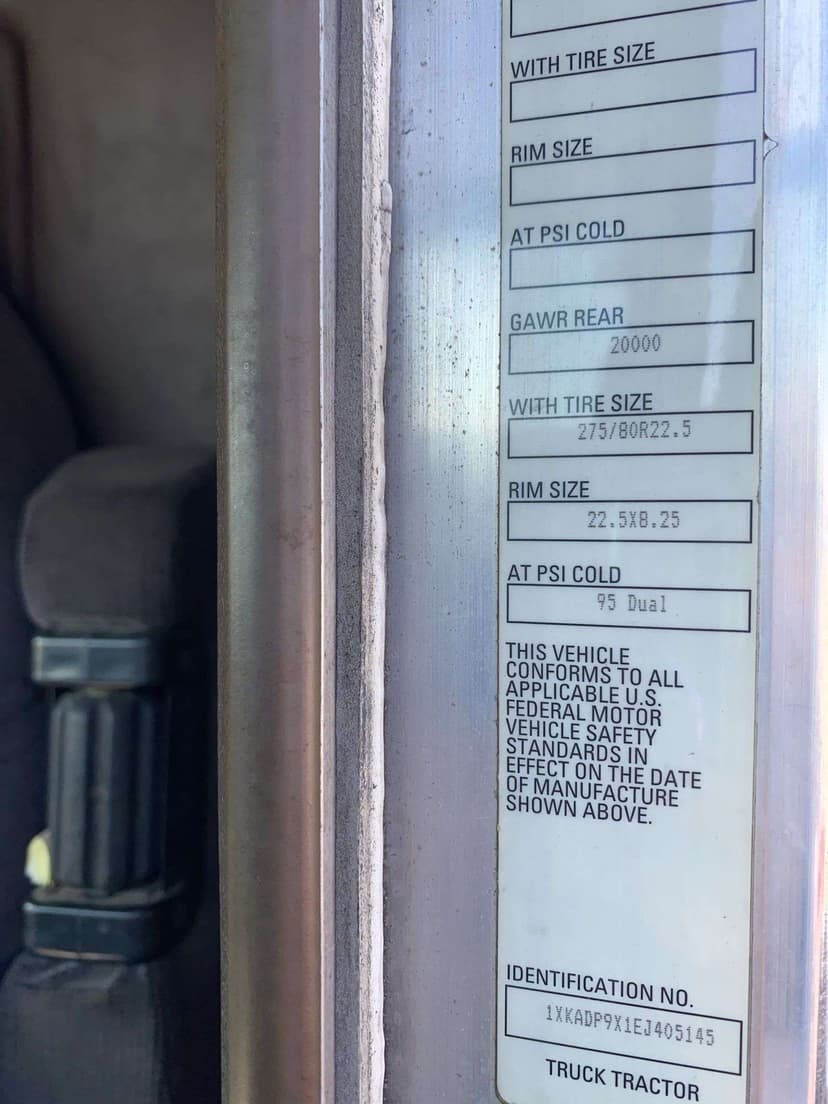 WITH TIRE SIZE
RIM SIZE
AT PSI COLD
GAWR REAR
20000
WITH TIRE SIZE
275/80R22.5
RIM SIZE
22.5X8.25
AT PSI COLD
95 Dual
THIS VEHICLE
CONFORMS TO ALL
APPLICABLE U.S.
FEDERAL MOTOR
VEHICLE SAFETY
STANDARDS IN
EFFECT ON THE DATE
OF MANUFACTURE
SHOWN ABOVE.
IDENTIFICATION NO.
1XKADP9X1EJ405145
TRUCK TRACTOR